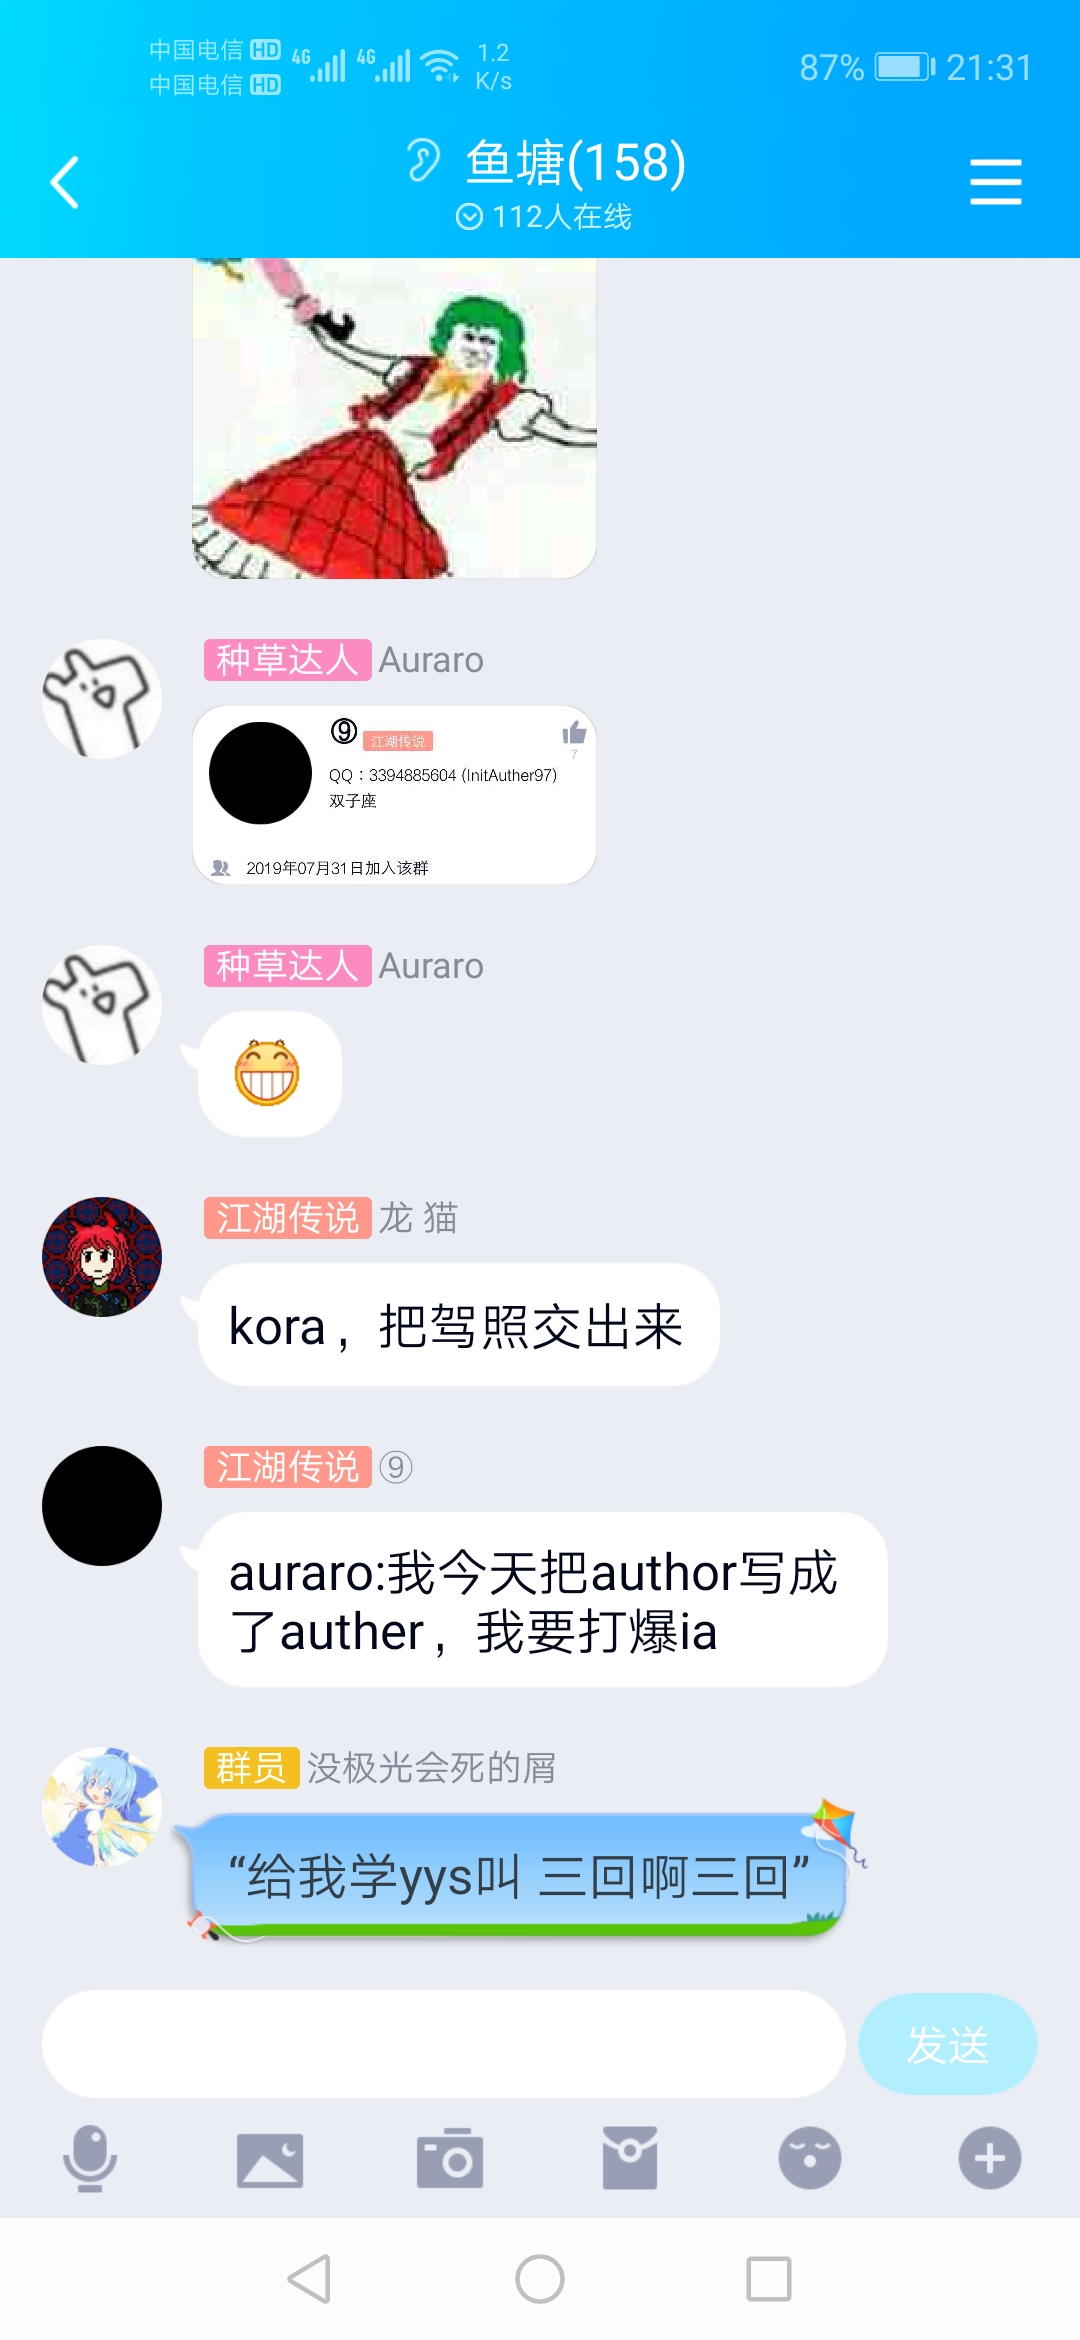 中国电信 HD
中国电信 HD
4G 4G
1.2
K/s
87% 21:31
鱼塘(158)
112人在线
种草达人 Auraro
⑨ 江湖传说
7
QQ：3394885604 (InitAuther97)
双子座
2019年07月31日加入该群
种草达人 Auraro
江湖传说 龙 猫
kora，把驾照交出来
江湖传说 ⑨
auraro:我今天把author写成
了auther，我要打爆ia
群员 没极光会死的屑
“给我学yys叫 三回啊三回”
发送